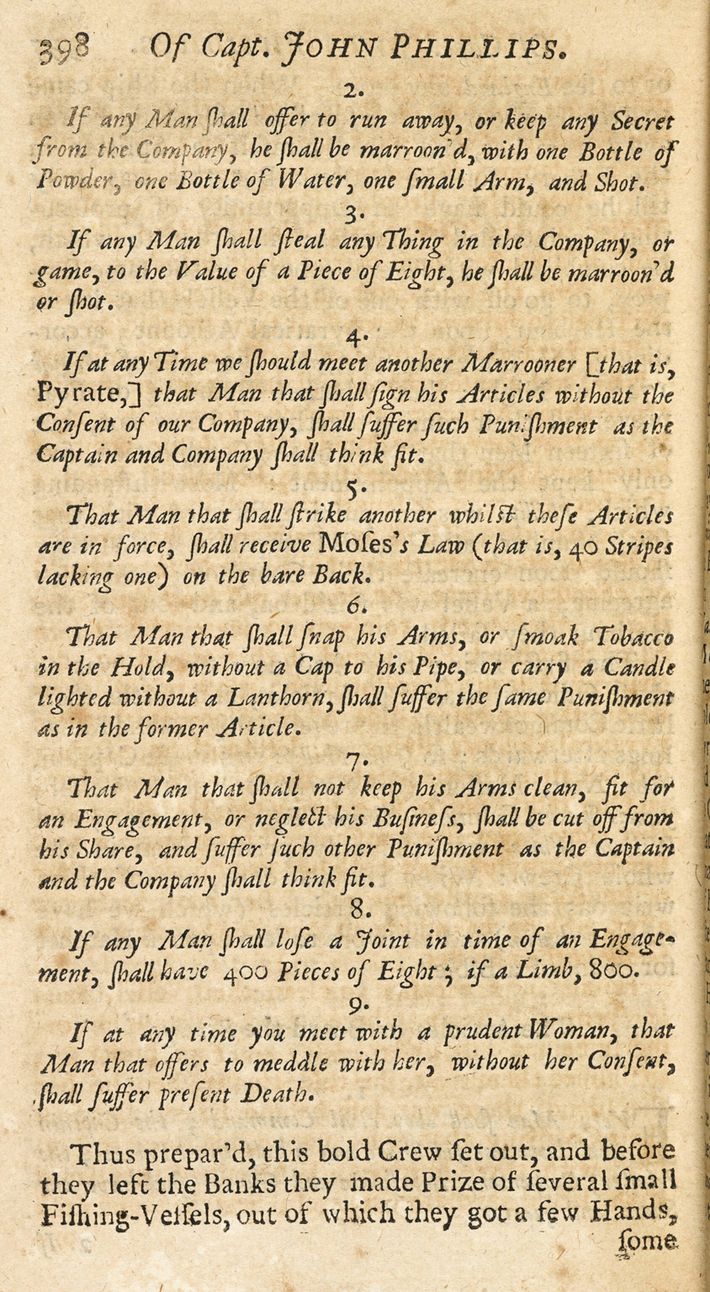 398 Of Capt. JOHN PHILLIPS.
2.
If any Man ſhall offer to run away, or keep any Secret
from the Company, he ſhall be marroon'd, with one Bottle of
Powder, one Bottle of Water, one ſmall Arm, and Shot.
3.
If any Man ſhall ſteal any Thing in the Company, or
game, to the Value of a Piece of Eight, he ſhall be marroon'd
or ſhot.
4.
If at any Time we ſhould meet another Marrooner [that is,
Pyrate,] that Man that ſhall ſign his Articles without the
Conſent of our Company, ſhall ſuffer ſuch Puniſhment as the
Captain and Company ſhall think fit.
5.
That Man that ſhall ſtrike another whilſt theſe Articles
are in force, ſhall receive Moſes's Law (that is, 40 Stripes
lacking one) on the bare Back.
6.
That Man that ſhall ſnap his Arms, or ſmoak Tobacco
in the Hold, without a Cap to his Pipe, or carry a Candle
lighted without a Lanthorn, ſhall ſuffer the ſame Puniſhment
as in the former Article.
7.
That Man that ſhall not keep his Arms clean, fit for
an Engagement, or neglect his Buſineſs, ſhall be cut off from
his Share, and ſuffer ſuch other Puniſhment as the Captain
and the Company ſhall think fit.
8.
If any Man ſhall loſe a Joint in time of an Engage-
ment, ſhall have 400 Pieces of Eight; if a Limb, 800.
9.
If at any time you meet with a prudent Woman, that
Man that offers to meddle with her, without her Conſent,
ſhall ſuffer preſent Death.
Thus prepar'd, this bold Crew ſet out, and before
they left the Banks they made Prize of ſeveral ſmall
Fiſhing-Veſſels, out of which they got a few Hands,
ſome